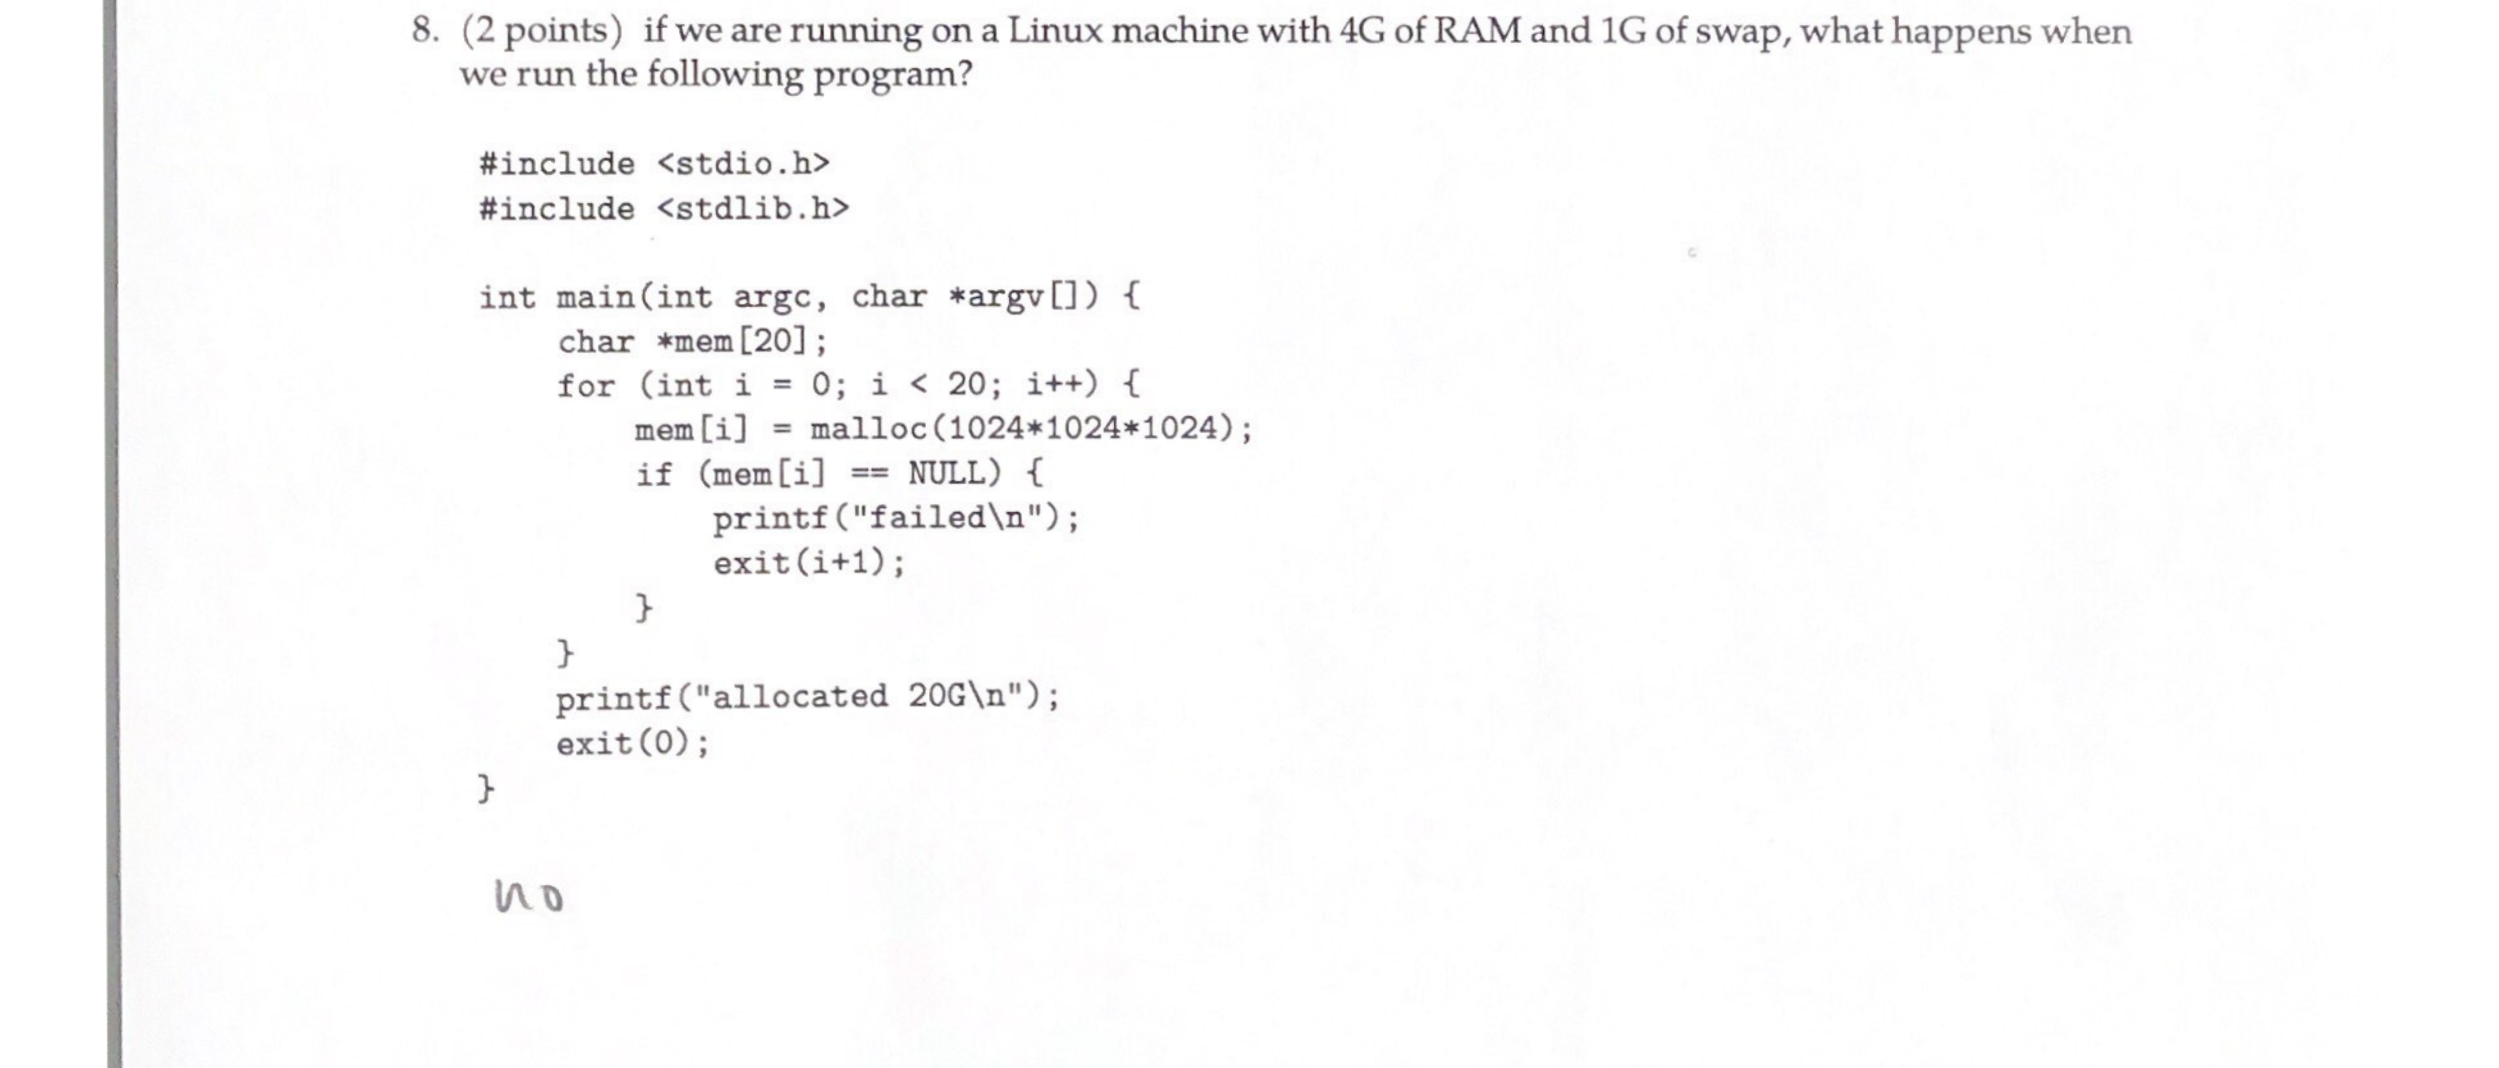 8. (2 points) if we are running on a Linux machine with 4G of RAM and 1G of swap, what happens when
we run the following program?
#include <stdio.h>
#include <stdlib.h>
int main(int argc, char *argv[]) {
    char *mem[20];
    for (int i = 0; i < 20; i++) {
        mem[i] = malloc(1024*1024*1024);
        if (mem[i] == NULL) {
            printf("failed\n");
            exit(i+1);
        }
    }
    printf("allocated 20G\n");
    exit(0);
}
no